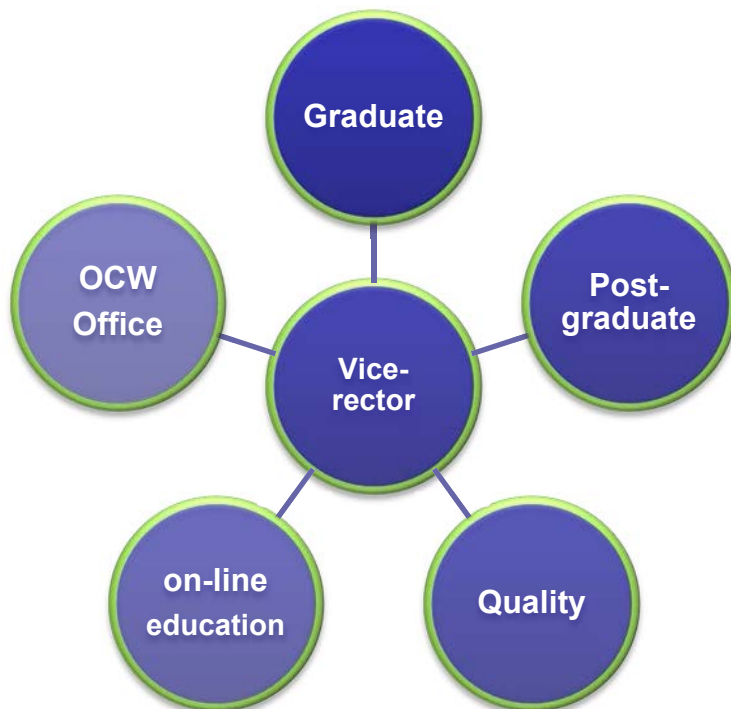 Graduate
OCW
Office
Post-
graduate
Vice-
rector
on-line
education
Quality